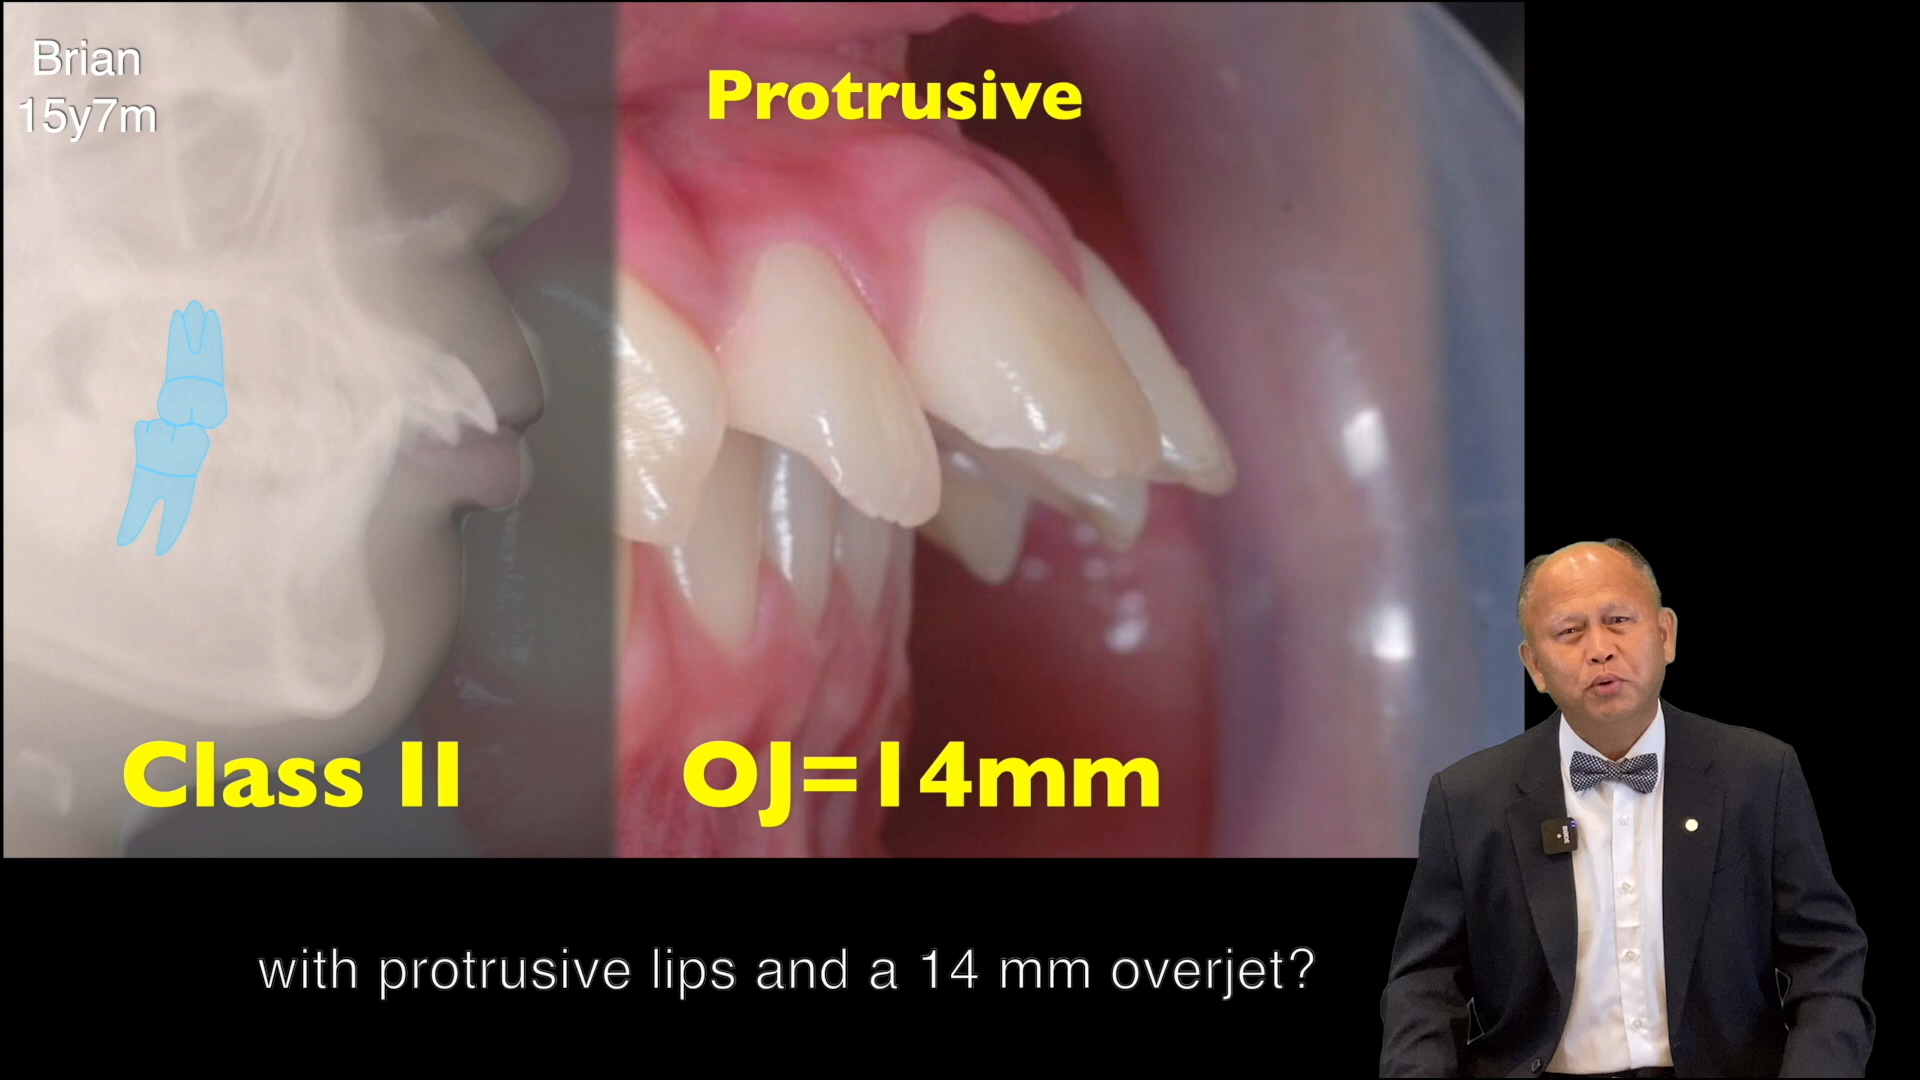 Brian
15y7m
Protrusive
Class II
OJ=14mm
with protrusive lips and a 14 mm overjet?